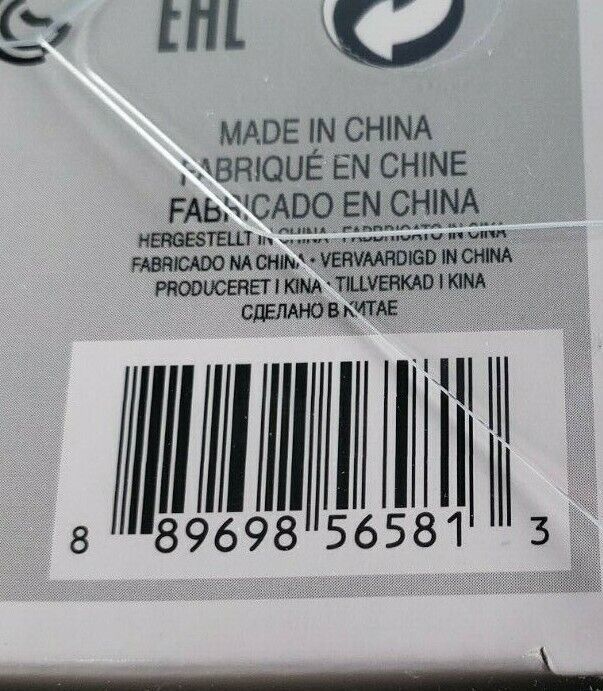 EAC
MADE IN CHINA
FABRIQUÉ EN CHINE
FABRICADO EN CHINA
HERGESTELLT IN CHINA · FABBRICATO IN CINA
FABRICADO NA CHINA · VERVAARDIGD IN CHINA
PRODUCERET I KINA · TILLVERKAD I KINA
СДЕЛАНО В КИТАЕ
8 89698 56581 3